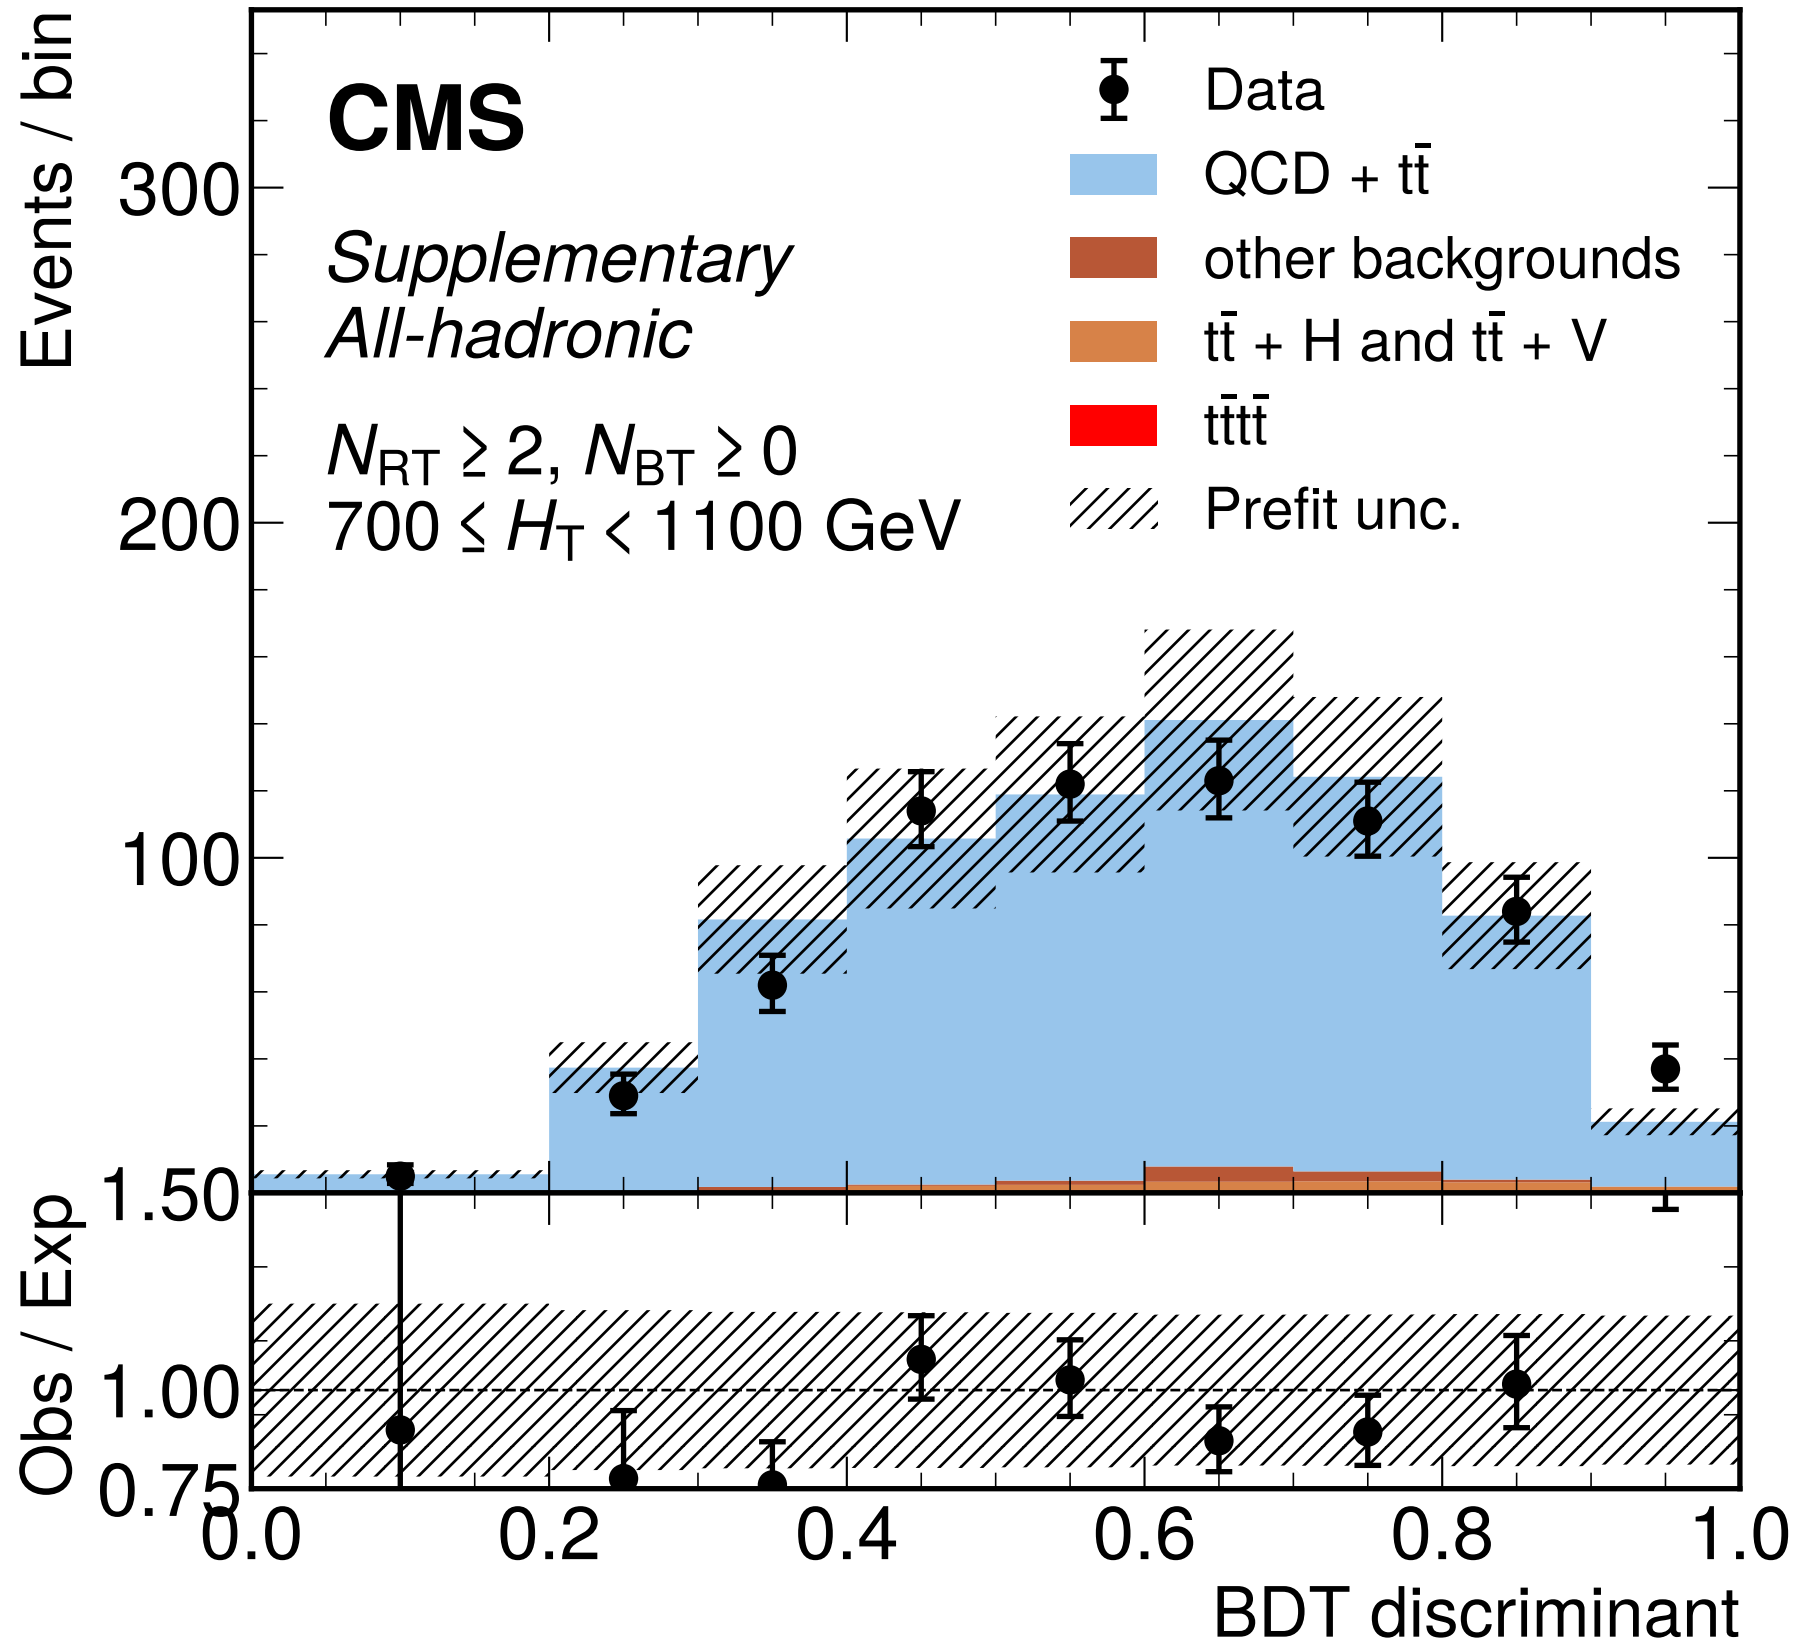 Events / bin
CMS
Supplementary
All-hadronic
N_RT ≥ 2, N_BT ≥ 0
700 ≤ H_T < 1100 GeV
Data
QCD + tt̄
other backgrounds
tt̄ + H and tt̄ + V
tt̄tt̄
Prefit unc.
300
200
100
Obs / Exp
1.50
1.00
0.75
0.0 0.2 0.4 0.6 0.8 1.0
BDT discriminant